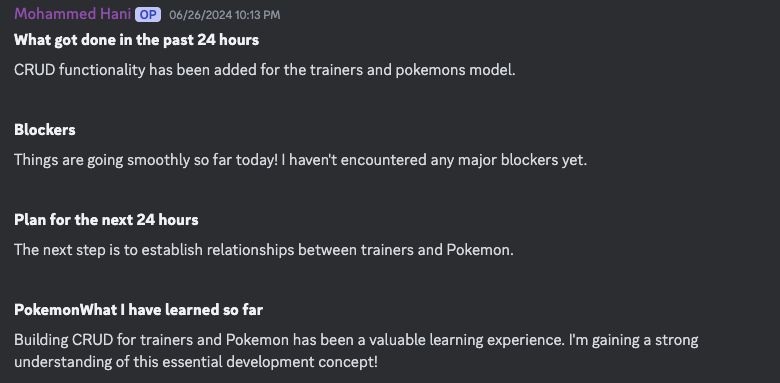 Mohammed Hani OP 06/26/2024 10:13 PM
What got done in the past 24 hours
CRUD functionality has been added for the trainers and pokemons model.
Blockers
Things are going smoothly so far today! I haven't encountered any major blockers yet.
Plan for the next 24 hours
The next step is to establish relationships between trainers and Pokemon.
PokemonWhat I have learned so far
Building CRUD for trainers and Pokemon has been a valuable learning experience. I'm gaining a strong
understanding of this essential development concept!